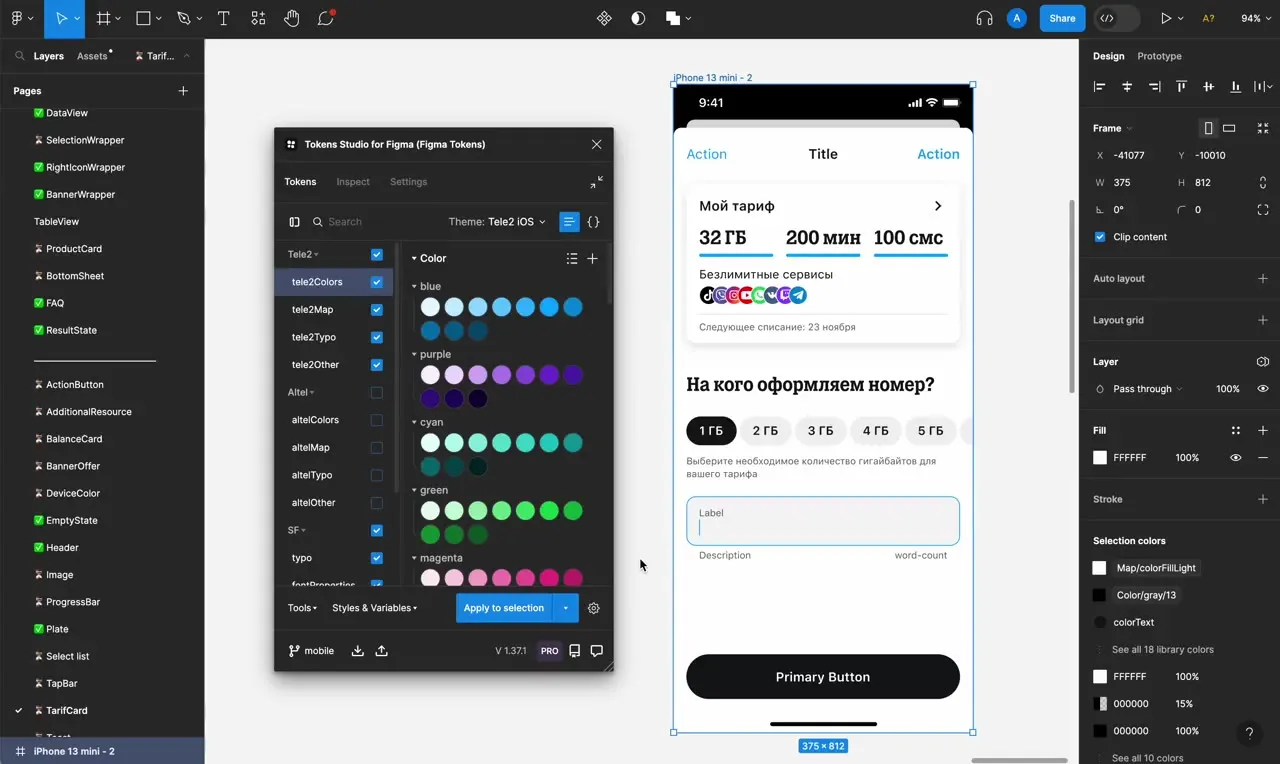 A
Share
A?
94%
Layers
Assets
Tarif...
Pages
DataView
SelectionWrapper
RightIconWrapper
BannerWrapper
TableView
ProductCard
BottomSheet
FAQ
ResultState
ActionButton
AdditionalResource
BalanceCard
BannerOffer
DeviceColor
EmptyState
Header
Image
ProgressBar
Plate
Select list
TapBar
TarifCard
Toast
iPhone 13 mini - 2
Tokens Studio for Figma (Figma Tokens)
Tokens
Inspect
Settings
Search
Theme: Tele2 iOS
Tele2
tele2Colors
tele2Map
tele2Typo
tele2Other
Altel
altelColors
altelMap
altelTypo
altelOther
SF
typo
fontProperties
Color
blue
purple
cyan
green
magenta
Tools
Styles & Variables
Apply to selection
mobile
V 1.37.1
PRO
iPhone 13 mini - 2
9:41
Action
Title
Action
Мой тариф
32 ГБ
200 мин
100 смс
Безлимитные сервисы
Следующее списание: 23 ноября
На кого оформляем номер?
1 ГБ
2 ГБ
3 ГБ
4 ГБ
5 ГБ
Выберите необходимое количество гигайбайтов для
вашего тарифа
Label
Description
word-count
Primary Button
375 × 812
Design
Prototype
Frame
X -41077
Y -10010
W 375
H 812
0°
0
Clip content
Auto layout
Layout grid
Layer
Pass through
100%
Fill
FFFFFF
100%
Stroke
Selection colors
Map/colorFillLight
Color/gray/13
colorText
See all 18 library colors
FFFFFF
100%
000000
15%
000000
100%
See all 10 colors
?